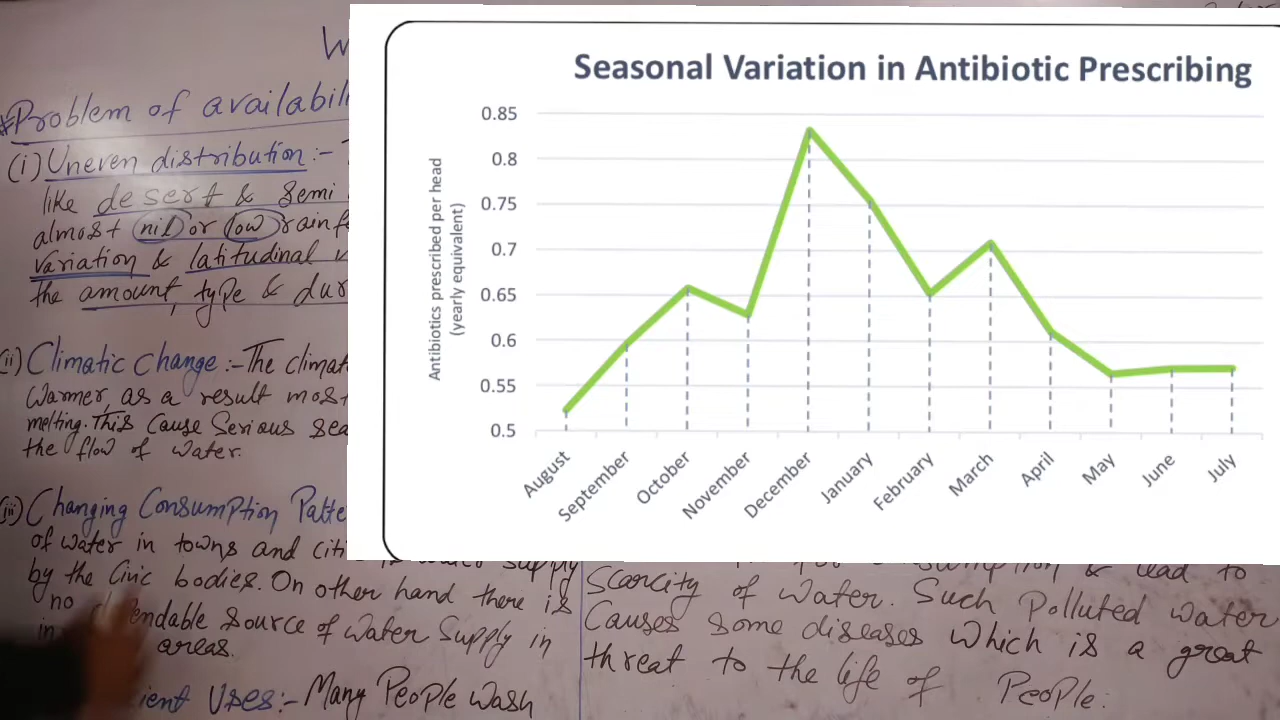 W
*Problem of availabili
(i) Uneven distribution :-
like desert & semi
almost nil or low rainf
variation & latitudinal
the amount, type & dur
(ii) Climatic change :- The climat
Warmer, as a result most
melting. This Cause Serious sea
the flow of water.
(iii) Changing Consumption Patte
of water in towns and citi
supply
by the Civic bodies. On other hand there is
no source of water Supply in
in areas.
Uses :- Many People Wash
Seasonal Variation in Antibiotic Prescribing
Antibiotics prescribed per head
(yearly equivalent)
0.85
0.8
0.75
0.7
0.65
0.6
0.55
0.5
August
September
October
November
December
January
February
March
April
May
June
July
& lead to
Scarcity of water. Such Polluted water
Causes some diseases which is a great
threat to the life of People.